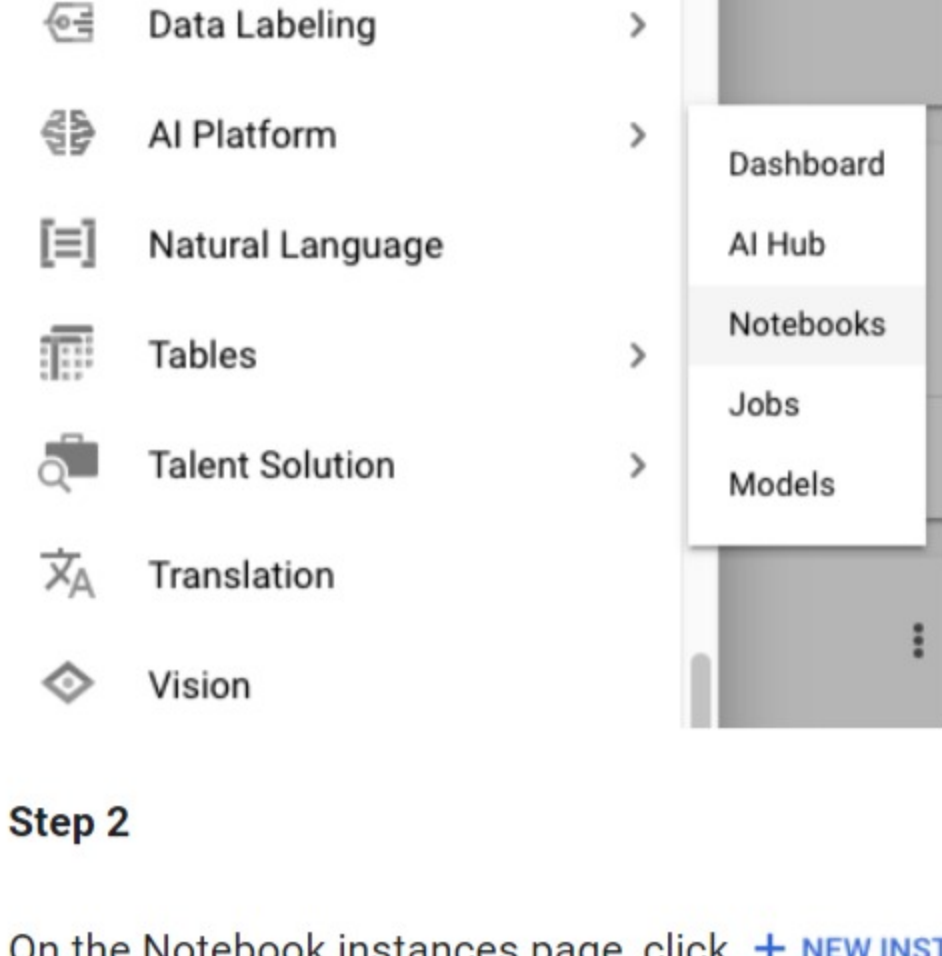 Data Labeling
AI Platform
Dashboard
AI Hub
Natural Language
Notebooks
Tables
Jobs
Talent Solution
Models
Translation
Vision
Step 2
On the Notebook instances page, click + NEW INST